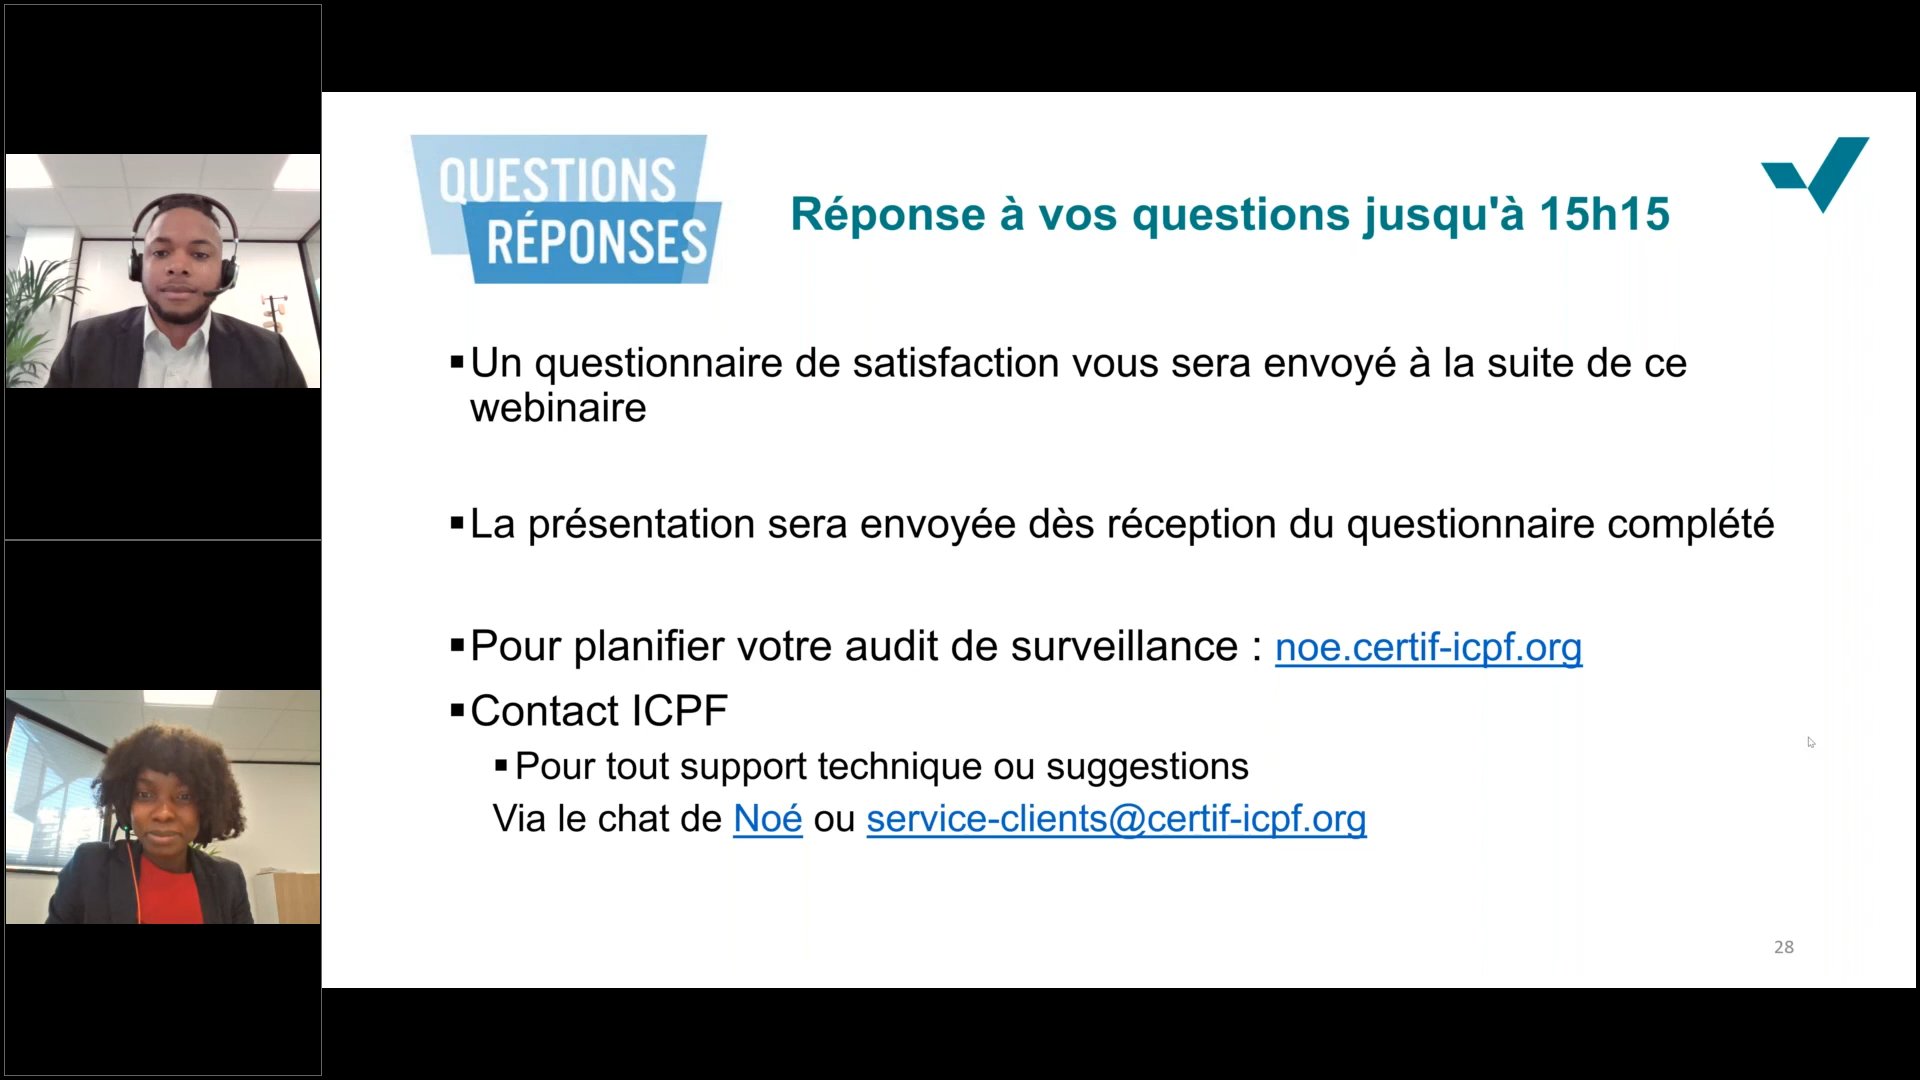 QUESTIONS
RÉPONSES
Réponse à vos questions jusqu'à 15h15
▪Un questionnaire de satisfaction vous sera envoyé à la suite de ce
webinaire
▪La présentation sera envoyée dès réception du questionnaire complété
▪Pour planifier votre audit de surveillance : noe.certif-icpf.org
▪Contact ICPF
▪Pour tout support technique ou suggestions
Via le chat de Noé ou service-clients@certif-icpf.org
28